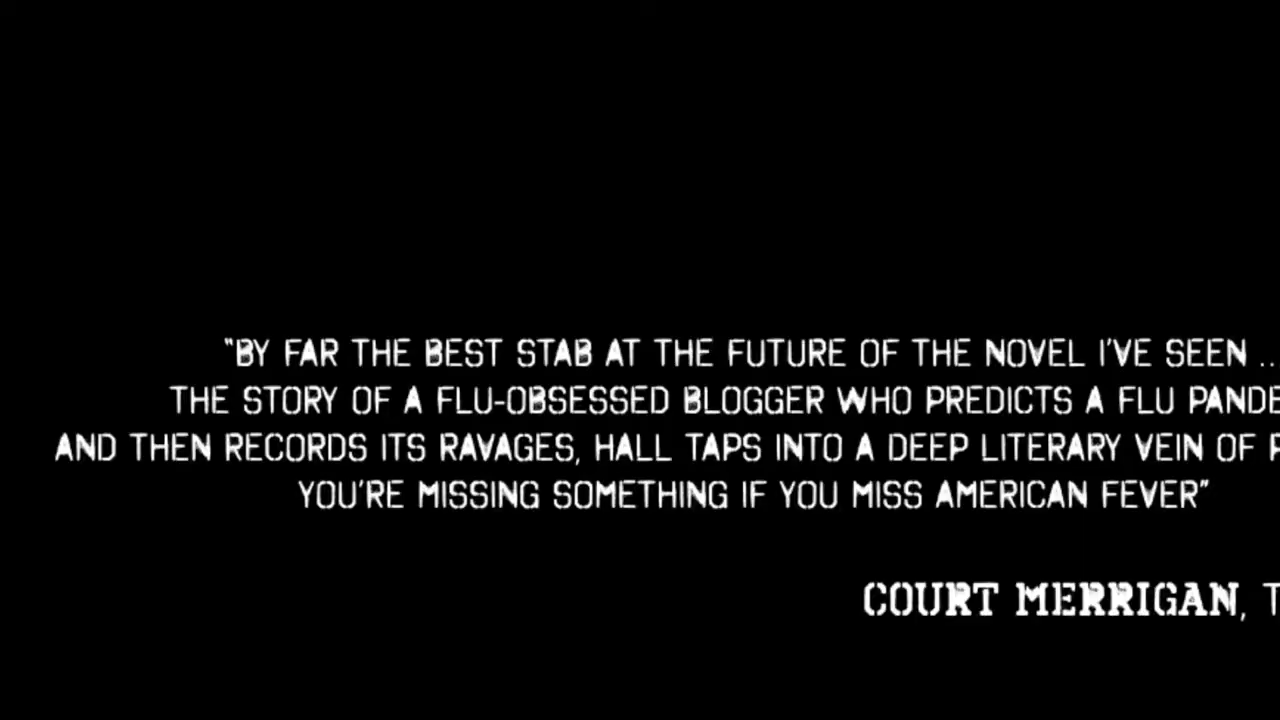 "BY FAR THE BEST STAB AT THE FUTURE OF THE NOVEL I'VE SEEN ..
THE STORY OF A FLU-OBSESSED BLOGGER WHO PREDICTS A FLU
AND THEN RECORDS ITS RAVAGES, HALL TAPS INTO A DEEP LITERARY VEIN OF
YOU'RE MISSING SOMETHING IF YOU MISS AMERICAN FEVER"
COURT MERRIGAN,